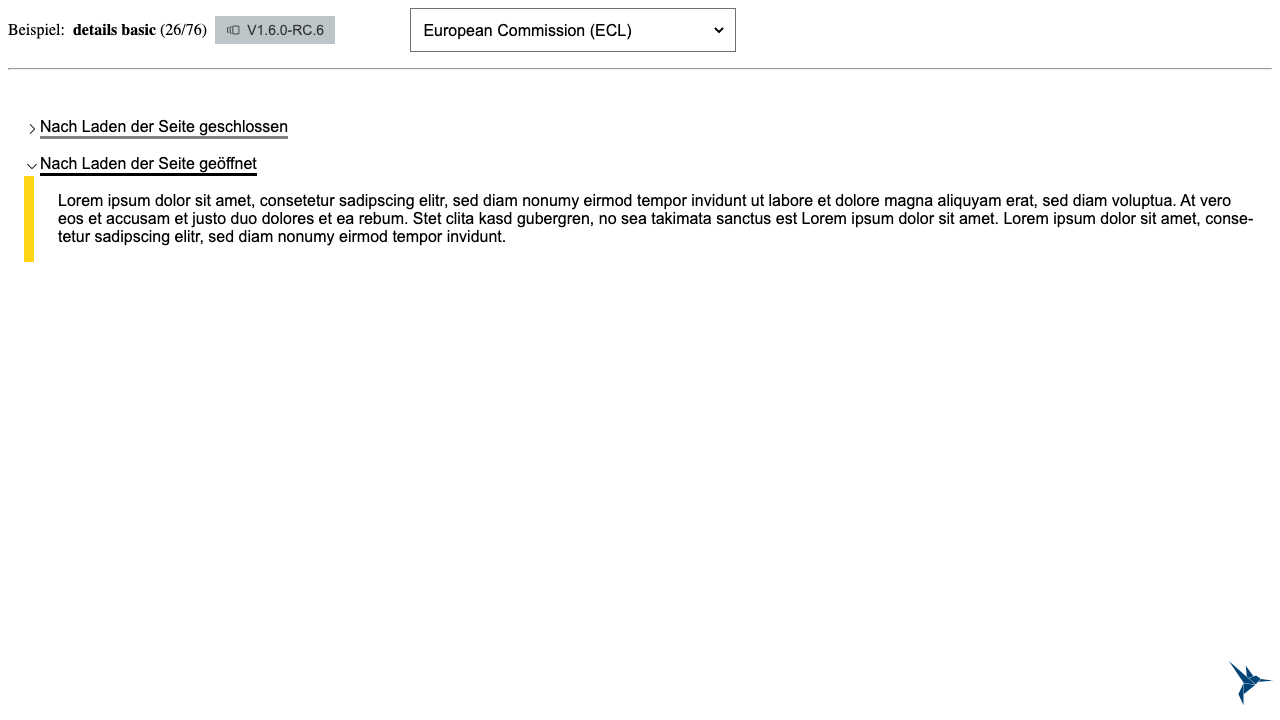 Beispiel: details basic (26/76) V1.6.0-RC.6 European Commission (ECL)
Nach Laden der Seite geschlossen
Nach Laden der Seite geöffnet
Lorem ipsum dolor sit amet, consetetur sadipscing elitr, sed diam nonumy eirmod tempor invidunt ut labore et dolore magna aliquyam erat, sed diam voluptua. At vero
eos et accusam et justo duo dolores et ea rebum. Stet clita kasd gubergren, no sea takimata sanctus est Lorem ipsum dolor sit amet. Lorem ipsum dolor sit amet, conse-
tetur sadipscing elitr, sed diam nonumy eirmod tempor invidunt.